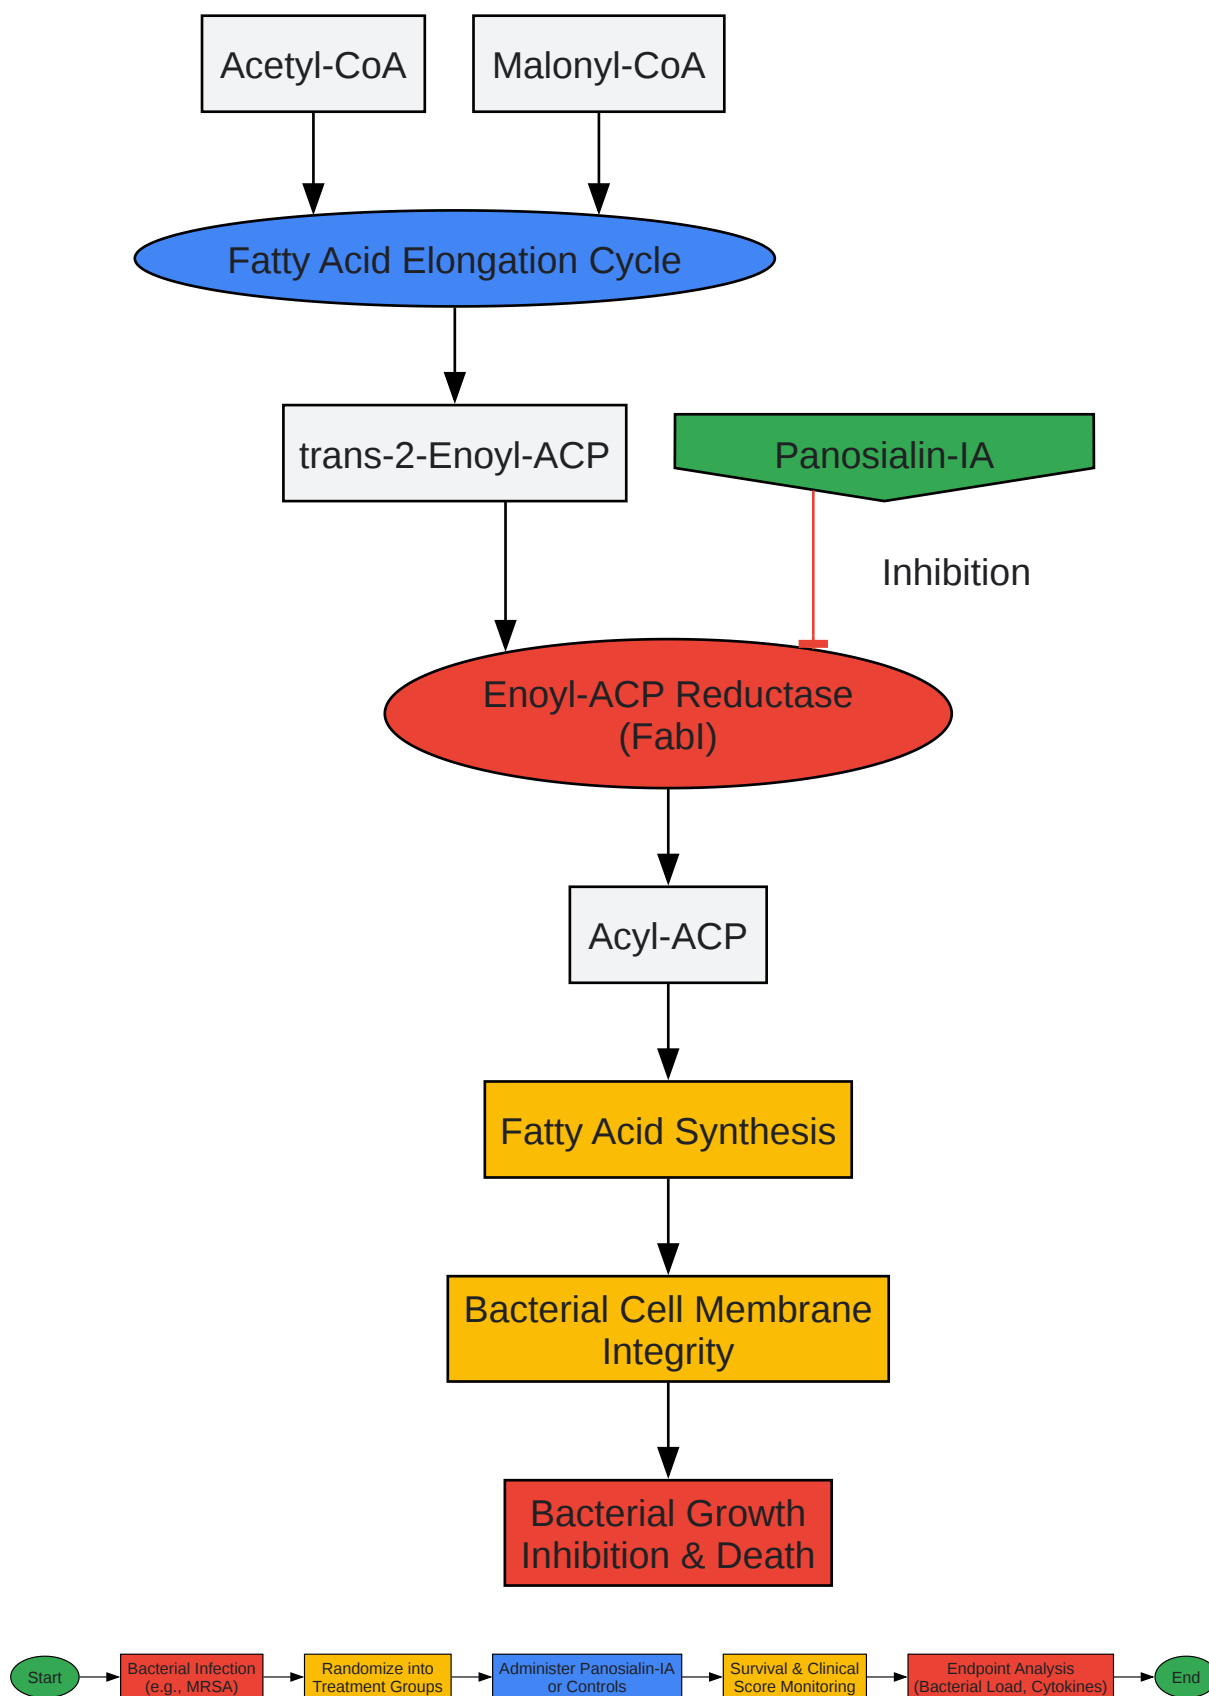 Acetyl-CoA
Malonyl-CoA
Fatty Acid Elongation Cycle
trans-2-Enoyl-ACP
Panosialin-IA
Inhibition
Enoyl-ACP Reductase
(FabI)
Acyl-ACP
Fatty Acid Synthesis
Bacterial Cell Membrane
Integrity
Bacterial Growth
Inhibition & Death
Start
Bacterial Infection
(e.g., MRSA)
Randomize into
Treatment Groups
Administer Panosialin-IA
or Controls
Survival & Clinical
Score Monitoring
Endpoint Analysis
(Bacterial Load, Cytokines)
End